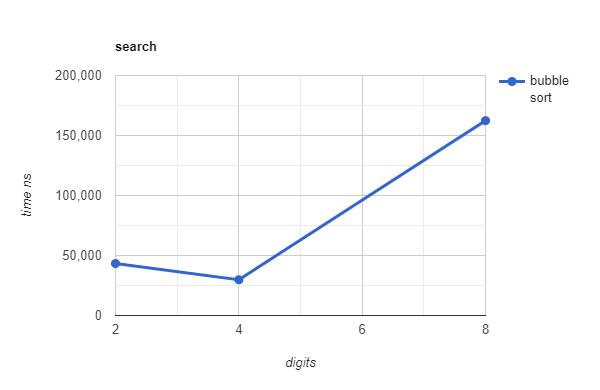 search
200,000
150,000
100,000
50,000
0
time ns
2 4 6 8
digits
bubble
sort